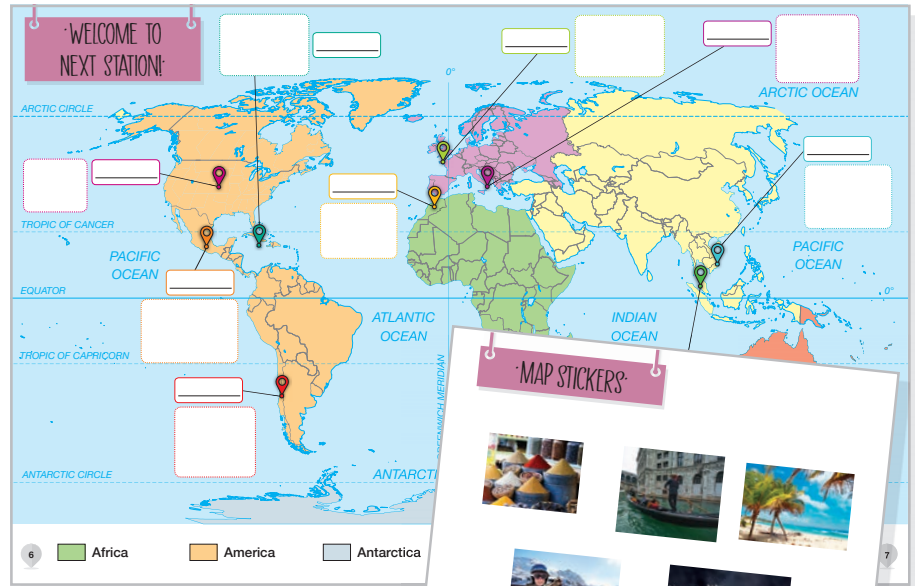 ·WELCOME TO
NEXT STATION!·
0°
ARCTIC CIRCLE
ARCTIC OCEAN
TROPIC OF CANCER
PACIFIC
OCEAN
PACIFIC
OCEAN
EQUATOR
0°
ATLANTIC
OCEAN
INDIAN
OCEAN
TROPIC OF CAPRICORN
GREENWICH MERIDIAN
·MAP STICKERS·
ANTARCTIC CIRCLE
ANTARCTI
6
Africa
America
Antarctica
7